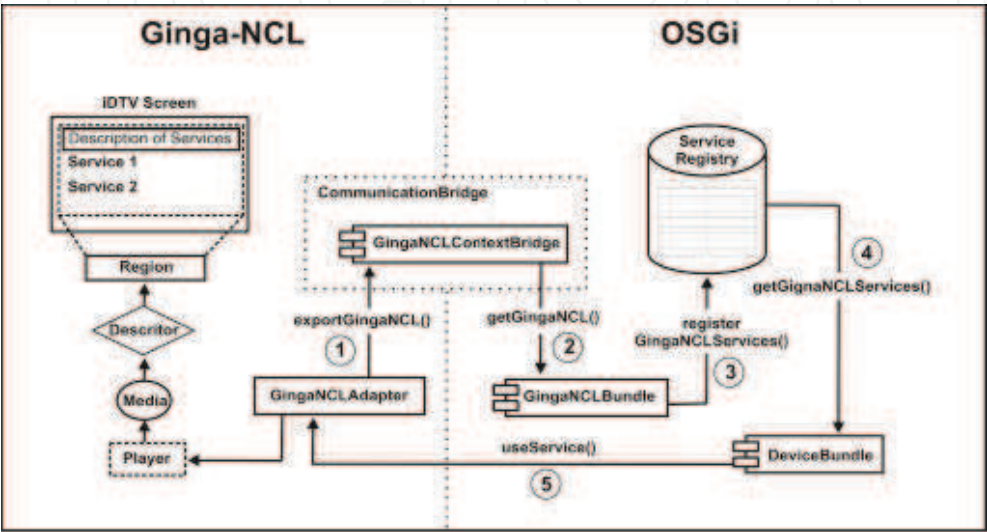 Ginga-NCL
OSGi
iDTV Screen
Description of Services
Service 1
Service 2
Region
Descritor
Media
Player
CommunicationBridge
GingaNCLContextBridge
exportGingaNCL()
1
GingaNCLAdapter
getGingaNCL()
2
GingaNCLBundle
Service
Registry
register
GingaNCLServices()
3
4
getGignaNCLServices()
DeviceBundle
useService()
5